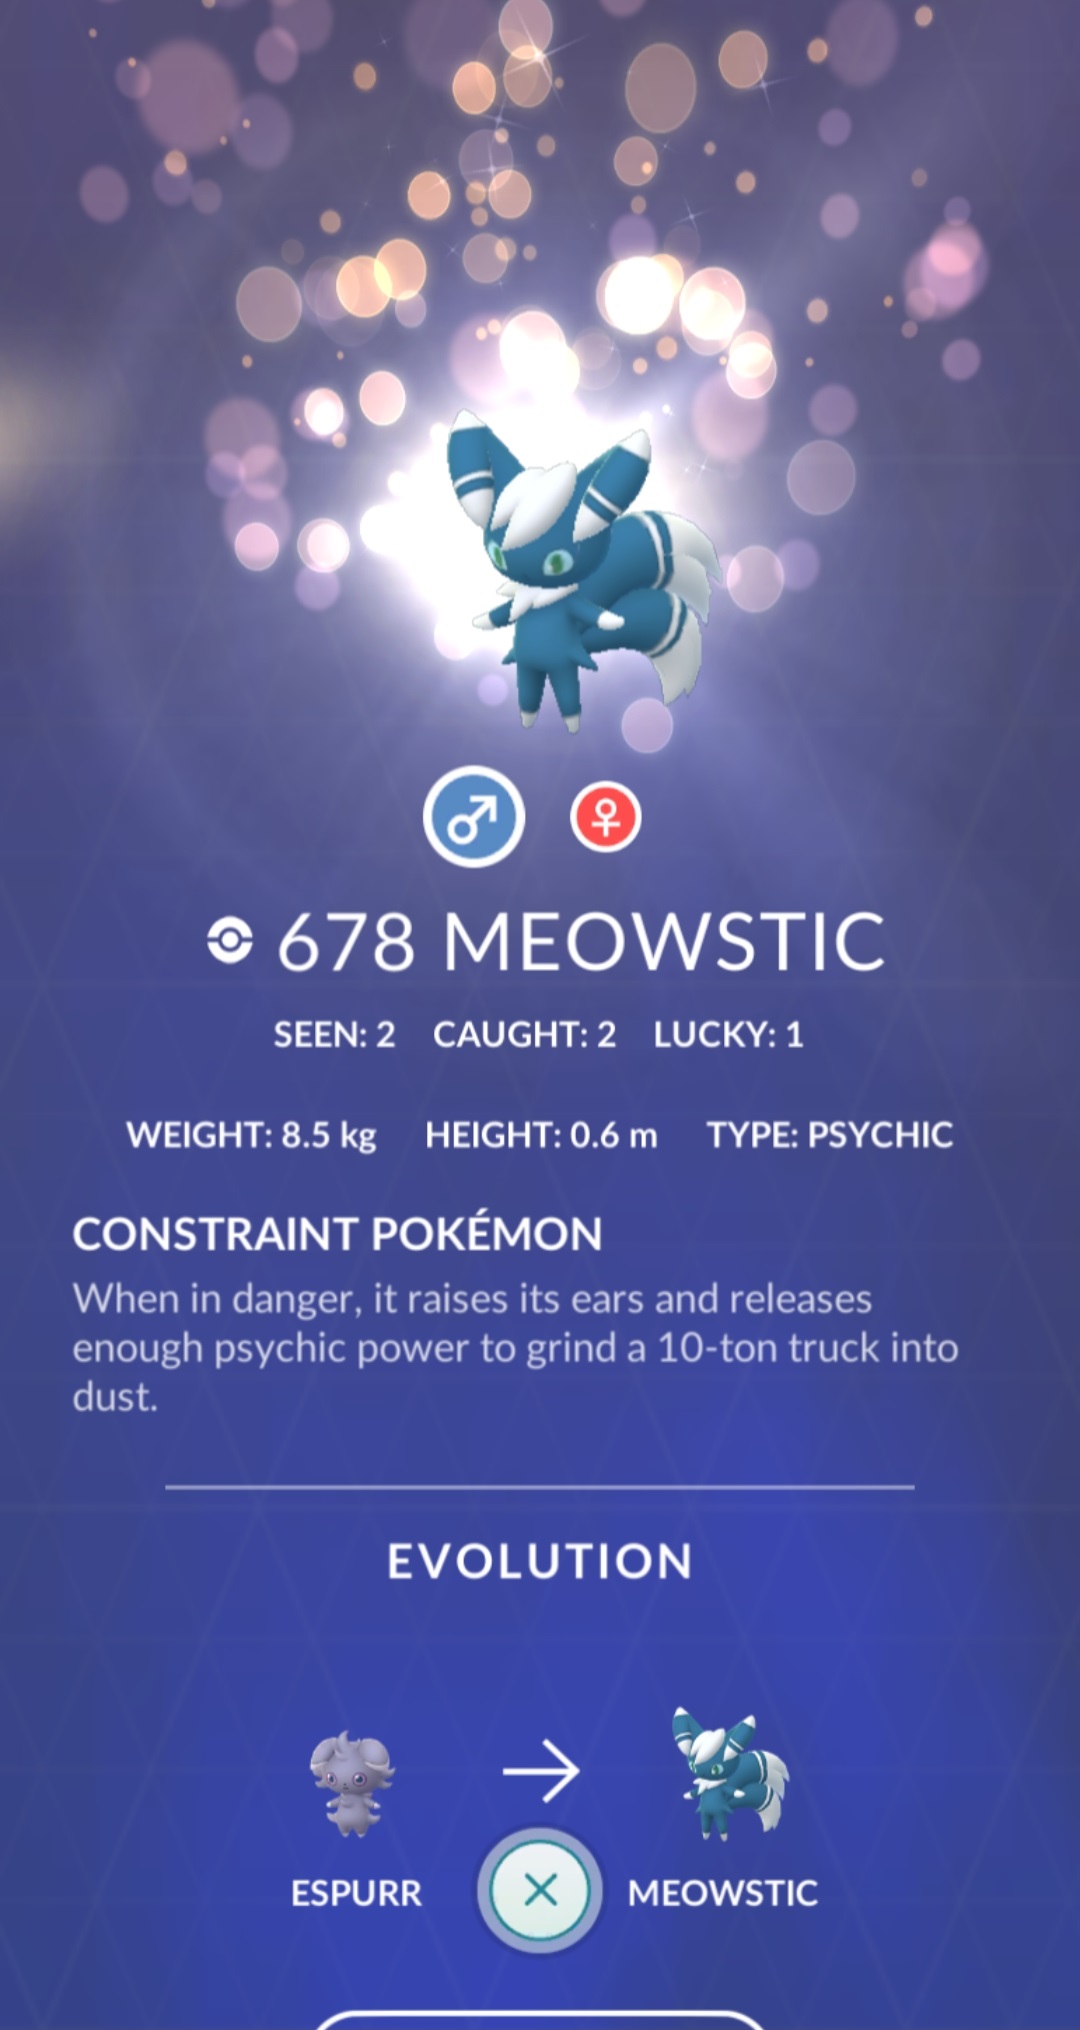 678 MEOWSTIC
SEEN: 2 CAUGHT: 2 LUCKY: 1
WEIGHT: 8.5 kg HEIGHT: 0.6 m TYPE: PSYCHIC
CONSTRAINT POKÉMON
When in danger, it raises its ears and releases
enough psychic power to grind a 10-ton truck into
dust.
EVOLUTION
ESPURR MEOWSTIC